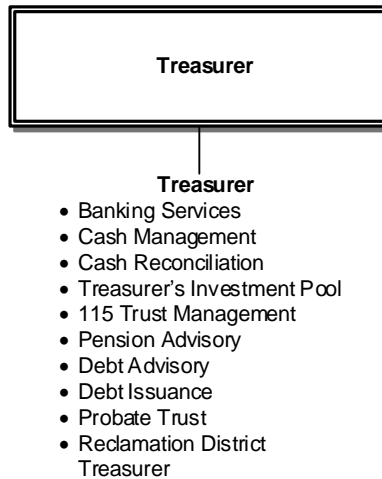 Treasurer
Treasurer
• Banking Services
• Cash Management
• Cash Reconciliation
• Treasurer's Investment Pool
• 115 Trust Management
• Pension Advisory
• Debt Advisory
• Debt Issuance
• Probate Trust
• Reclamation District
Treasurer